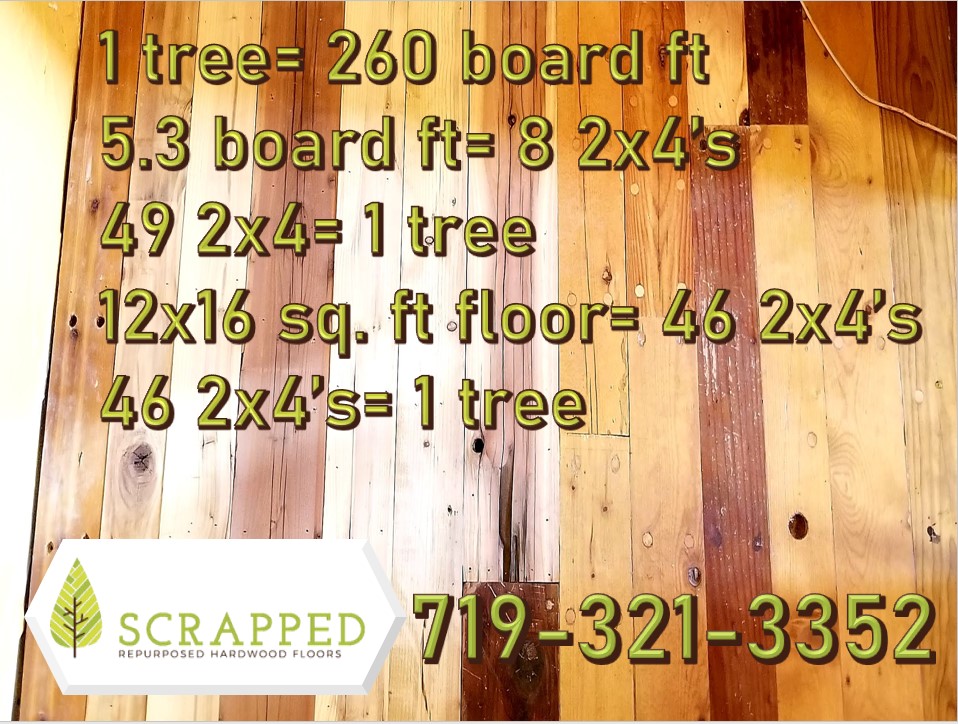 1 tree= 260 board ft
5.3 board ft= 8 2x4's
49 2x4= 1 tree
12x16 sq. ft floor= 46 2x4's
46 2x4's= 1 tree
SCRAPPED
REPURPOSED HARDWOOD FLOORS
719-321-3352